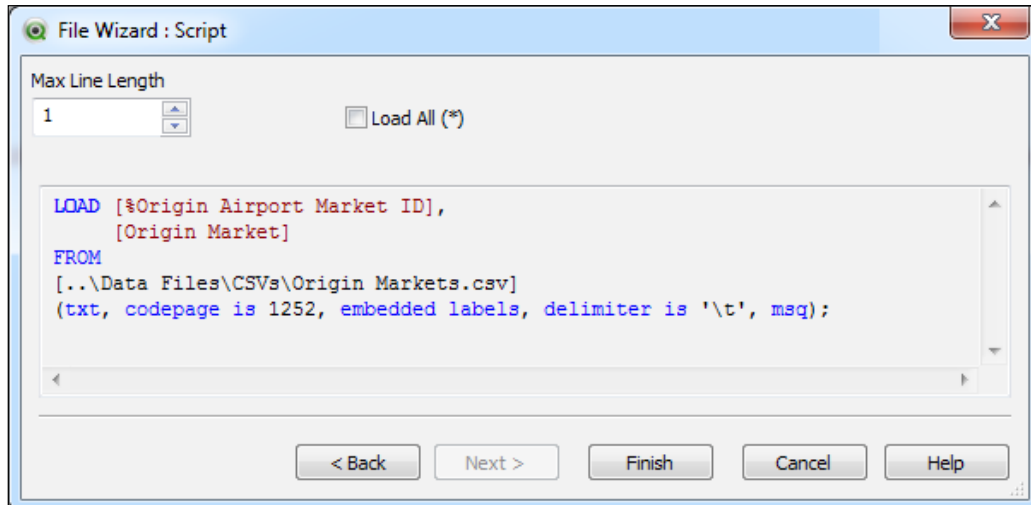 File Wizard : Script
Max Line Length
1
Load All (*)
LOAD [%Origin Airport Market ID],
[Origin Market]
FROM
[..\Data Files\CSVs\Origin Markets.csv]
(txt, codepage is 1252, embedded labels, delimiter is '\t', msq);
< Back Next > Finish Cancel Help